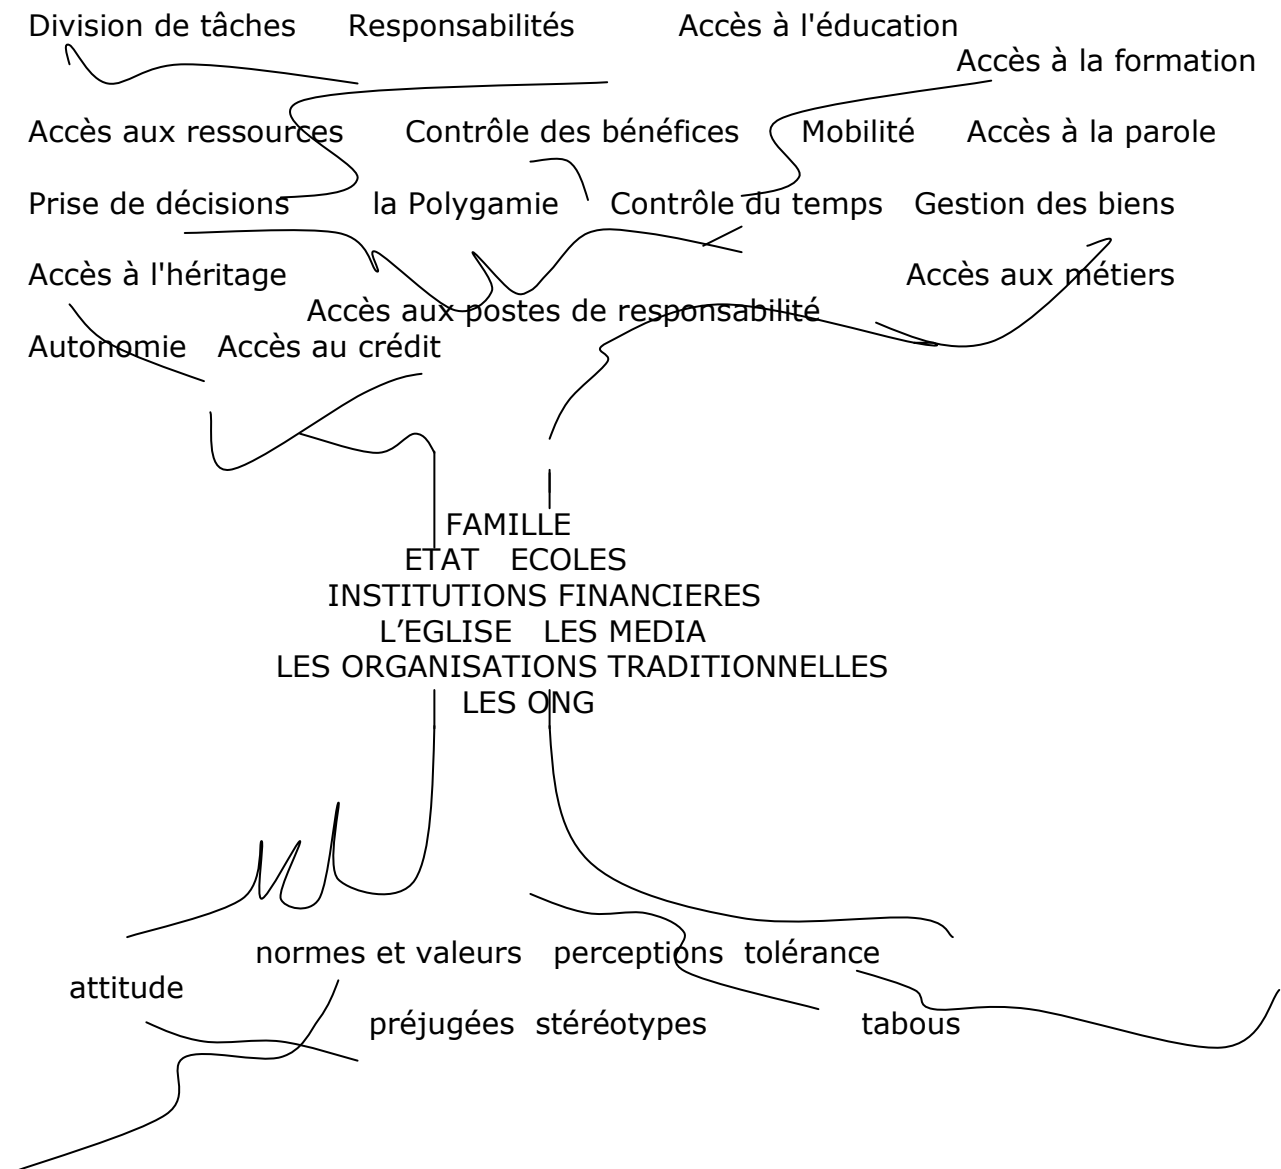 Division de tâches Responsabilités Accès à l'éducation
Accès à la formation
Accès aux ressources Contrôle des bénéfices Mobilité Accès à la parole
Prise de décisions la Polygamie Contrôle du temps Gestion des biens
Accès à l'héritage Accès aux métiers
Accès aux postes de responsabilité
Autonomie Accès au crédit
FAMILLE
ETAT ECOLES
INSTITUTIONS FINANCIERES
L’EGLISE LES MEDIA
LES ORGANISATIONS TRADITIONNELLES
LES ONG
normes et valeurs perceptions tolérance
attitude
préjugées stéréotypes tabous